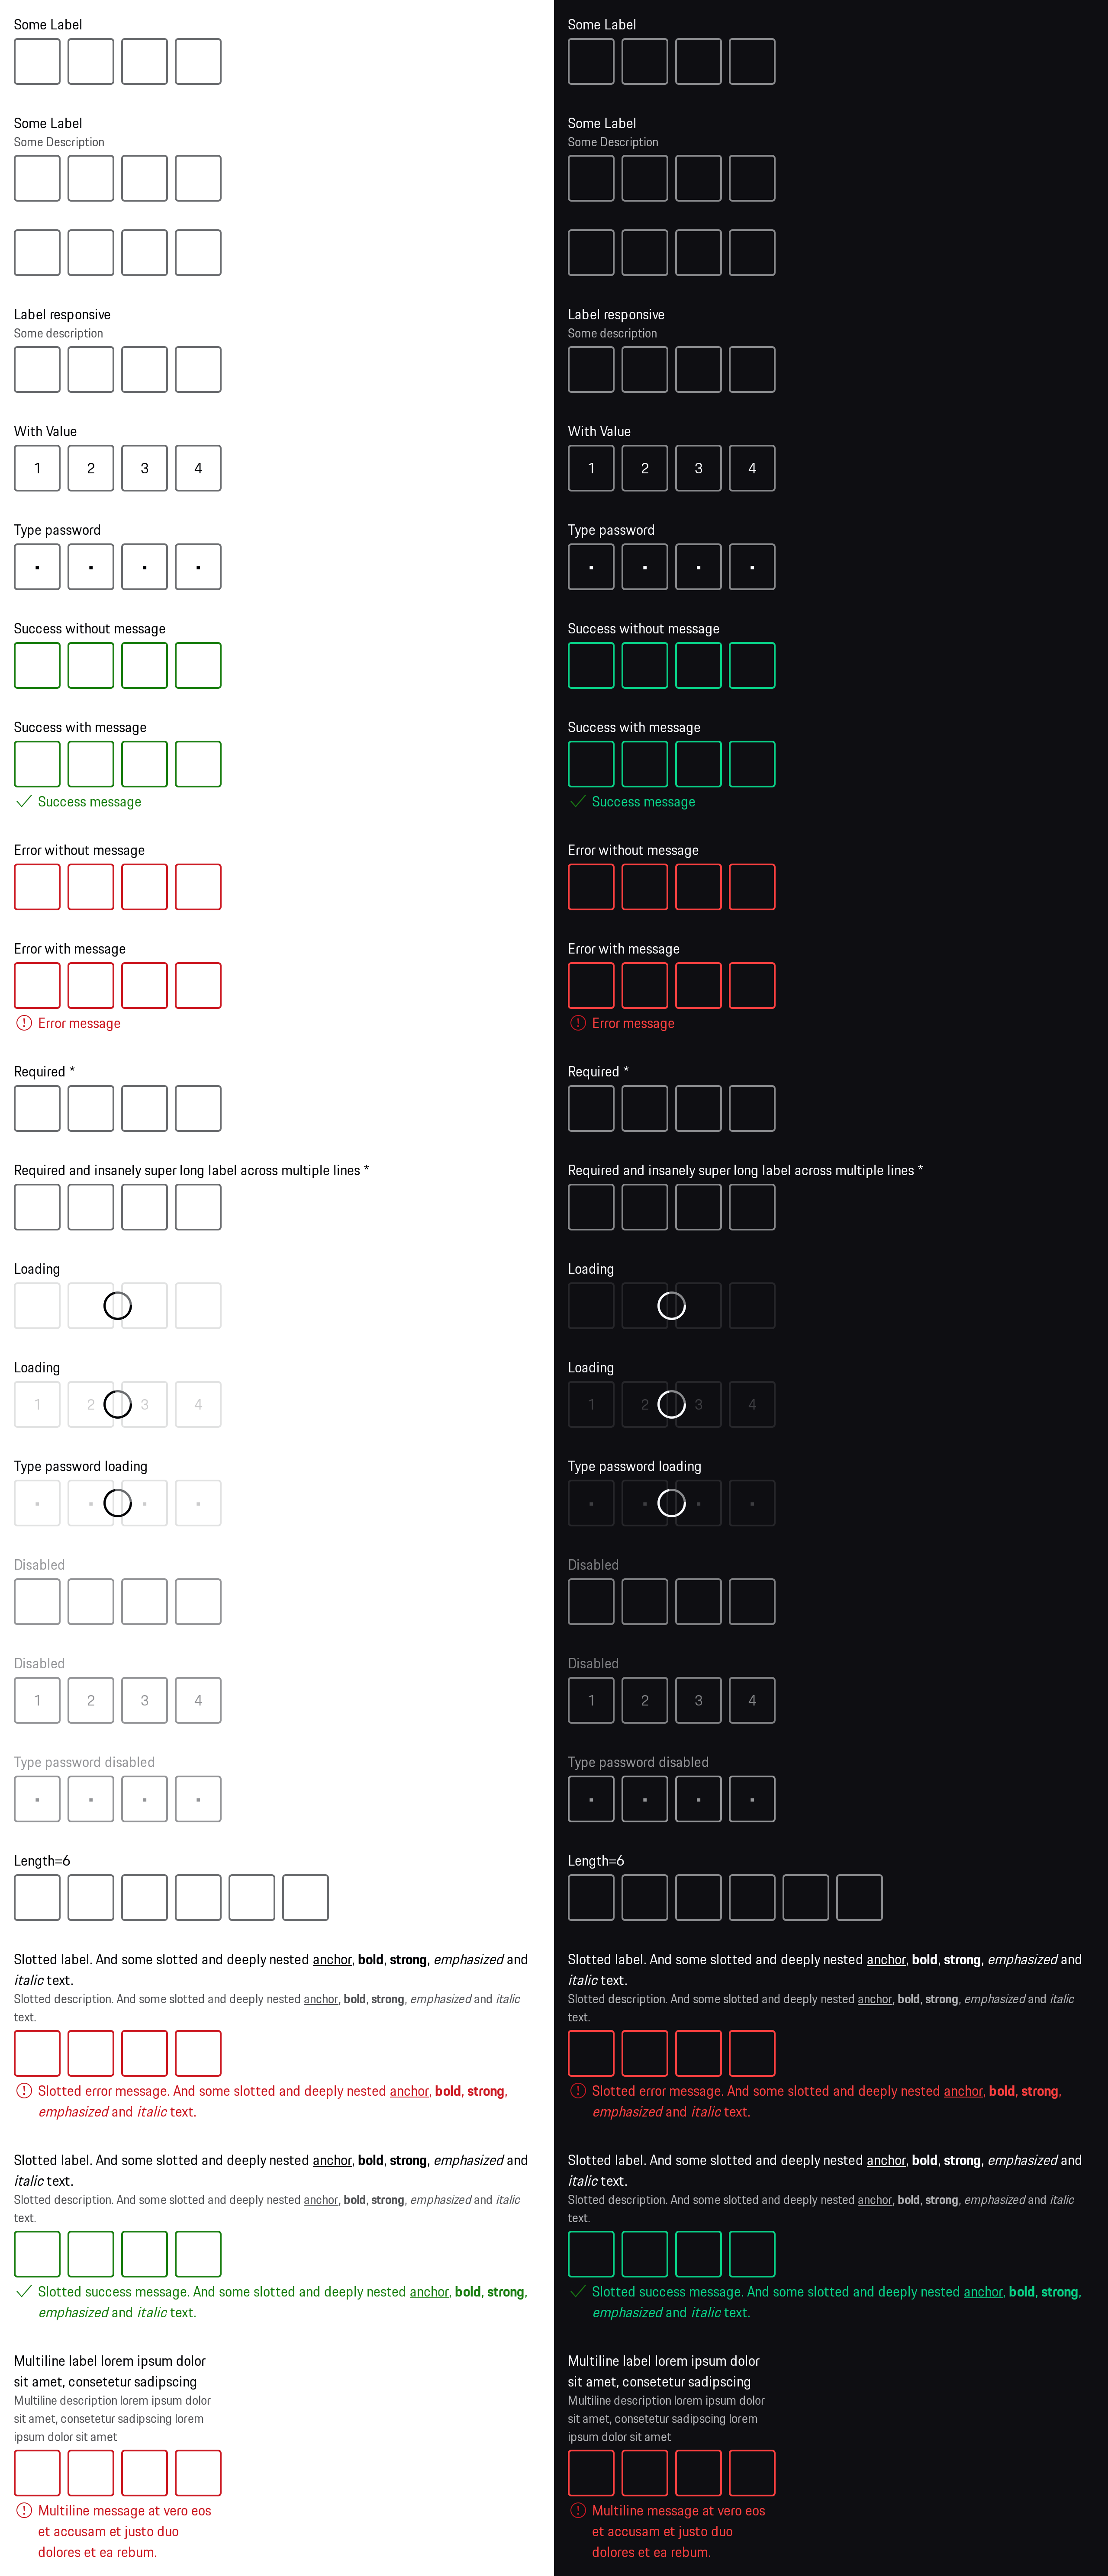 Some Label
Some Label
Some Description
Label responsive
Some description
With Value
1 2 3 4
Type password
Success without message
Success with message
Success message
Error without message
Error with message
Error message
Required *
Required and insanely super long label across multiple lines *
Loading
Loading
1 2 3 4
Type password loading
Disabled
Disabled
1 2 3 4
Type password disabled
Length=6
Slotted label. And some slotted and deeply nested anchor, bold, strong, emphasized and
italic text.
Slotted description. And some slotted and deeply nested anchor, bold, strong, emphasized and italic
text.
Slotted error message. And some slotted and deeply nested anchor, bold, strong,
emphasized and italic text.
Slotted label. And some slotted and deeply nested anchor, bold, strong, emphasized and
italic text.
Slotted description. And some slotted and deeply nested anchor, bold, strong, emphasized and italic
text.
Slotted success message. And some slotted and deeply nested anchor, bold, strong,
emphasized and italic text.
Multiline label lorem ipsum dolor
sit amet, consetetur sadipscing
Multiline description lorem ipsum dolor
sit amet, consetetur sadipscing lorem
ipsum dolor sit amet
Multiline message at vero eos
et accusam et justo duo
dolores et ea rebum.
Some Label
Some Label
Some Description
Label responsive
Some description
With Value
1 2 3 4
Type password
Success without message
Success with message
Success message
Error without message
Error with message
Error message
Required *
Required and insanely super long label across multiple lines *
Loading
Loading
1 2 3 4
Type password loading
Disabled
Disabled
1 2 3 4
Type password disabled
Length=6
Slotted label. And some slotted and deeply nested anchor, bold, strong, emphasized and
italic text.
Slotted description. And some slotted and deeply nested anchor, bold, strong, emphasized and italic
text.
Slotted error message. And some slotted and deeply nested anchor, bold, strong,
emphasized and italic text.
Slotted label. And some slotted and deeply nested anchor, bold, strong, emphasized and
italic text.
Slotted description. And some slotted and deeply nested anchor, bold, strong, emphasized and italic
text.
Slotted success message. And some slotted and deeply nested anchor, bold, strong,
emphasized and italic text.
Multiline label lorem ipsum dolor
sit amet, consetetur sadipscing
Multiline description lorem ipsum dolor
sit amet, consetetur sadipscing lorem
ipsum dolor sit amet
Multiline message at vero eos
et accusam et justo duo
dolores et ea rebum.